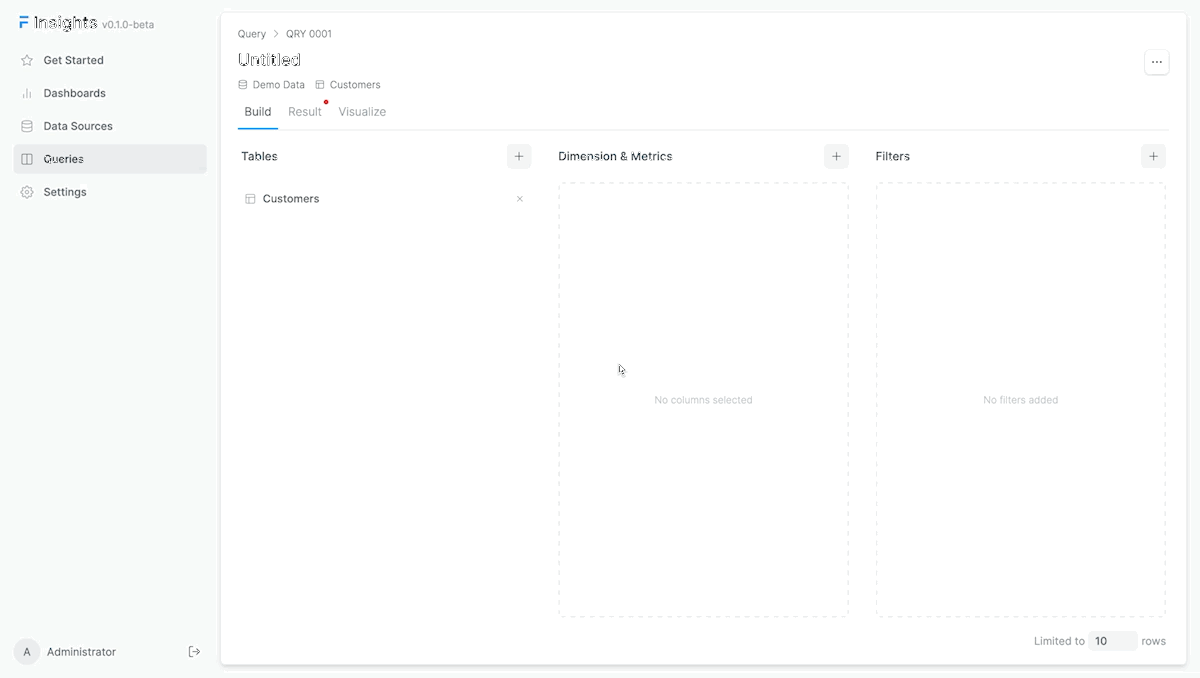 Insights v0.1.0-beta
Get Started
Dashboards
Data Sources
Queries
Settings
A Administrator
Query > QRY 0001
Untitled
Demo Data Customers
Build Result Visualize
Tables
Customers
Dimension & Metrics
No columns selected
Filters
No filters added
Limited to 10 rows